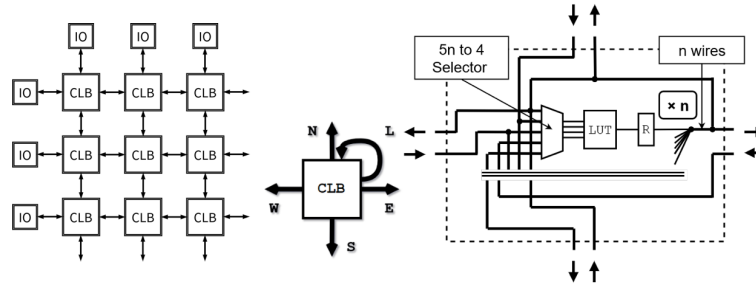 IO IO IO
IO CLB CLB CLB
IO CLB CLB CLB
IO CLB CLB CLB
N
L
CLB
W
E
S
5n to 4
Selector
n wires
× n
LUT
R